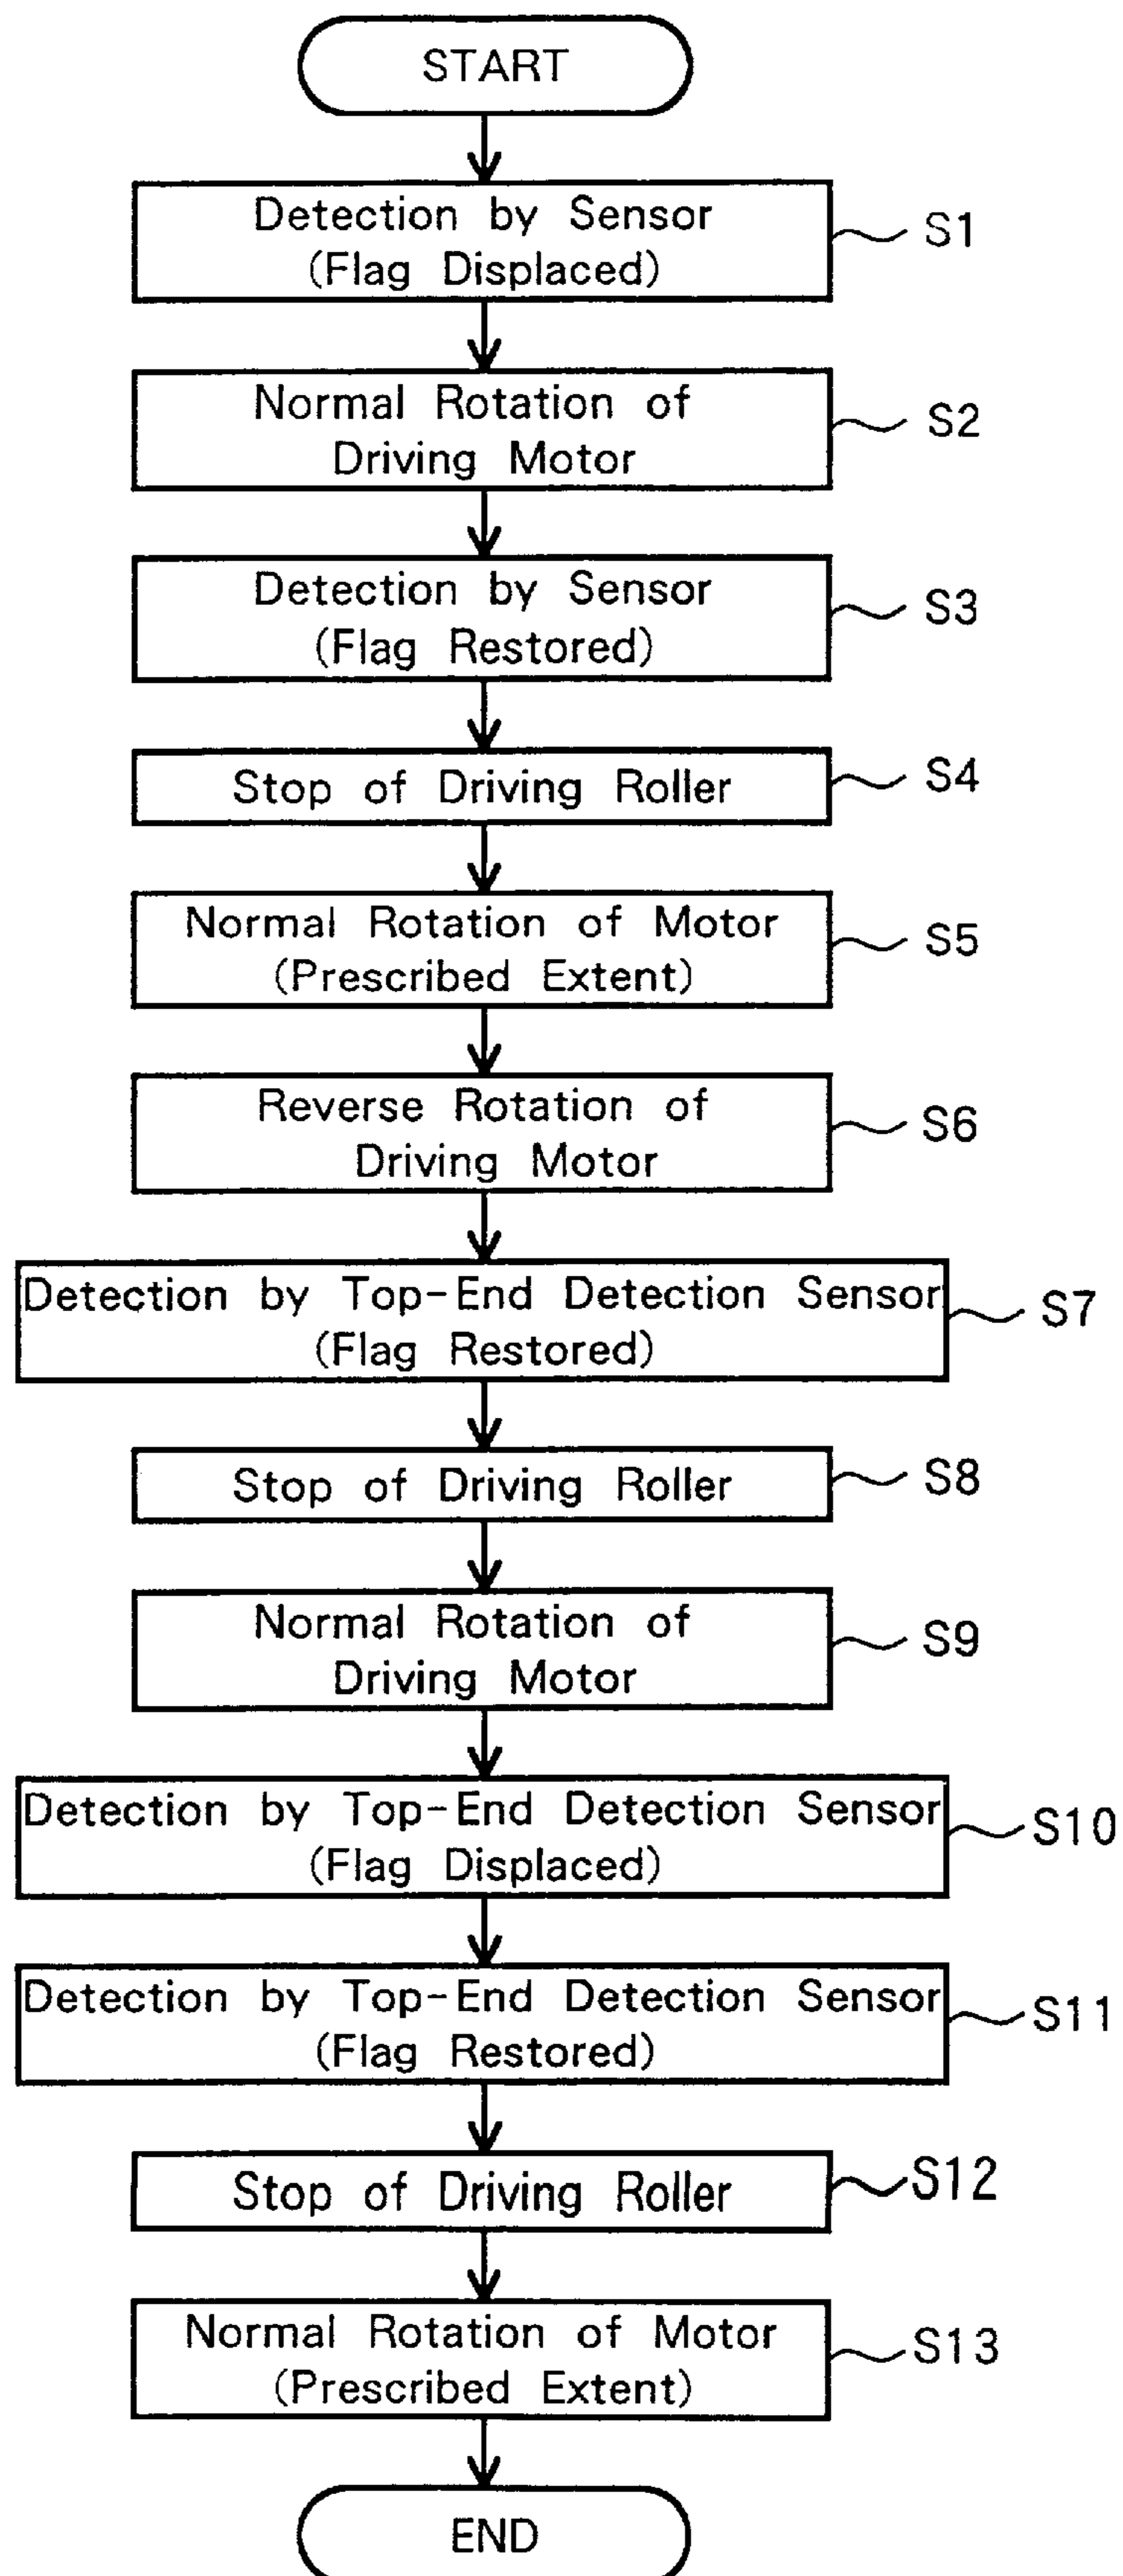 START
Detection by Sensor
(Flag Displaced)
S1
Normal Rotation of
Driving Motor
S2
Detection by Sensor
(Flag Restored)
S3
Stop of Driving Roller
S4
Normal Rotation of Motor
(Prescribed Extent)
S5
Reverse Rotation of
Driving Motor
S6
Detection by Top-End Detection Sensor
(Flag Restored)
S7
Stop of Driving Roller
S8
Normal Rotation of
Driving Motor
S9
Detection by Top-End Detection Sensor
(Flag Displaced)
S10
Detection by Top-End Detection Sensor
(Flag Restored)
S11
Stop of Driving Roller
S12
Normal Rotation of Motor
(Prescribed Extent)
S13
END